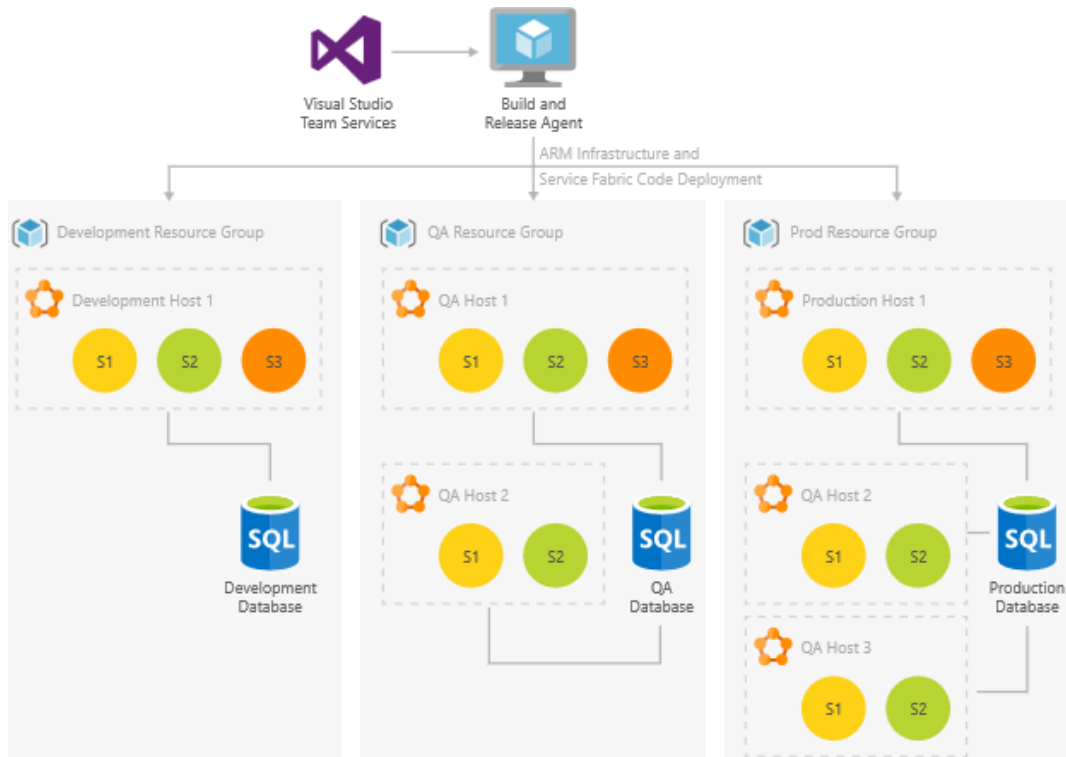 Visual Studio
Team Services
Build and
Release Agent
ARM Infrastructure and
Service Fabric Code Deployment
Development Resource Group
Development Host 1
S1
S2
S3
SQL
Development
Database
QA Resource Group
QA Host 1
S1
S2
S3
QA Host 2
S1
S2
SQL
QA
Database
Prod Resource Group
Production Host 1
S1
S2
S3
QA Host 2
S1
S2
SQL
Production
Database
QA Host 3
S1
S2